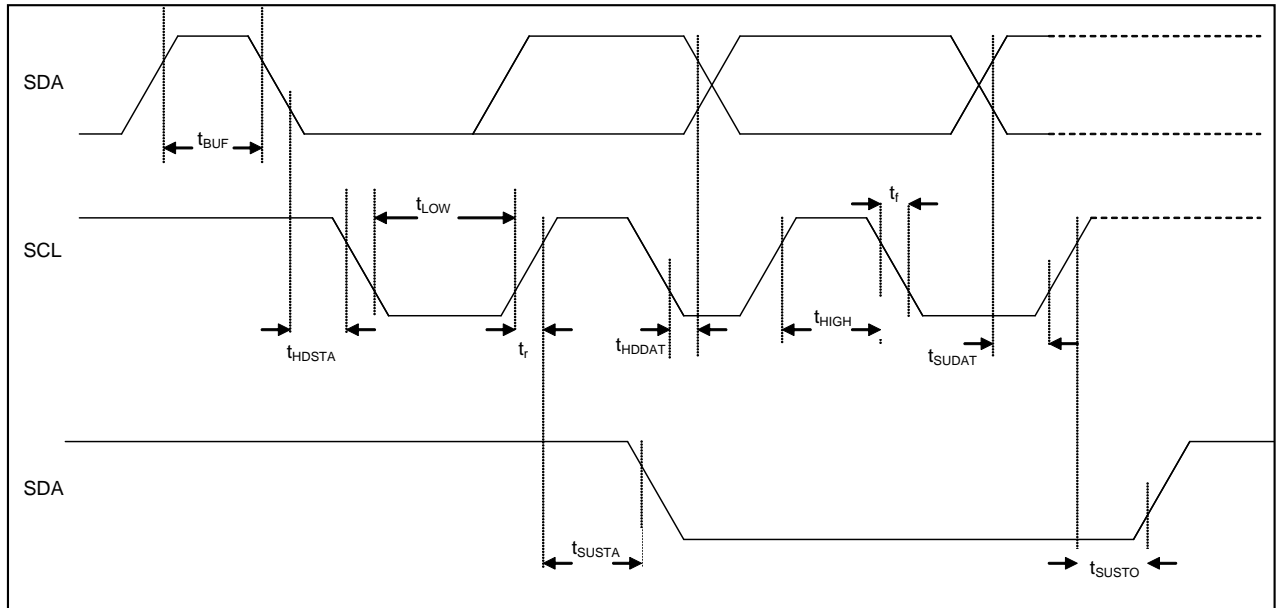 SDA
tBUF
tLOW
tf
SCL
tHDSTA
tr
tHDDAT
tHIGH
tSUDAT
SDA
tSUSTA
tSUSTO